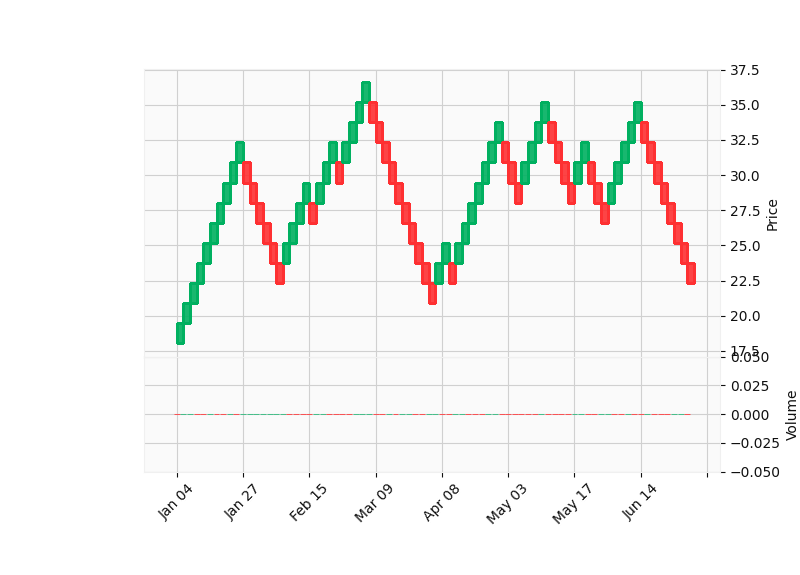 37.5
35.0
32.5
30.0
27.5
25.0
22.5
20.0
17.5
Price
0.050
0.025
0.000
−0.025
−0.050
Volume
Jan 04
Jan 27
Feb 15
Mar 09
Apr 08
May 03
May 17
Jun 14